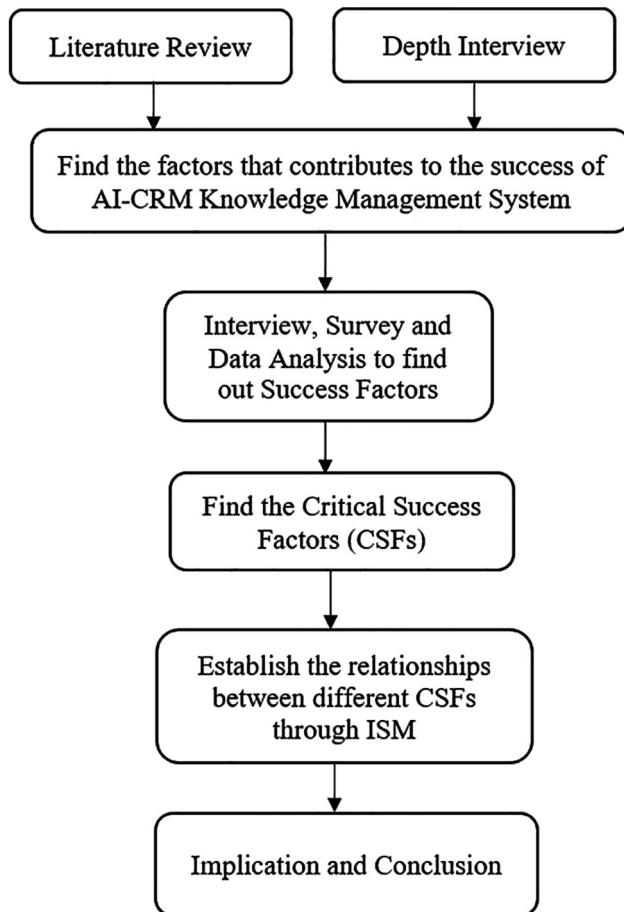 Literature Review
Depth Interview
Find the factors that contributes to the success of
AI-CRM Knowledge Management System
Interview, Survey and
Data Analysis to find
out Success Factors
Find the Critical Success
Factors (CSFs)
Establish the relationships
between different CSFs
through ISM
Implication and Conclusion